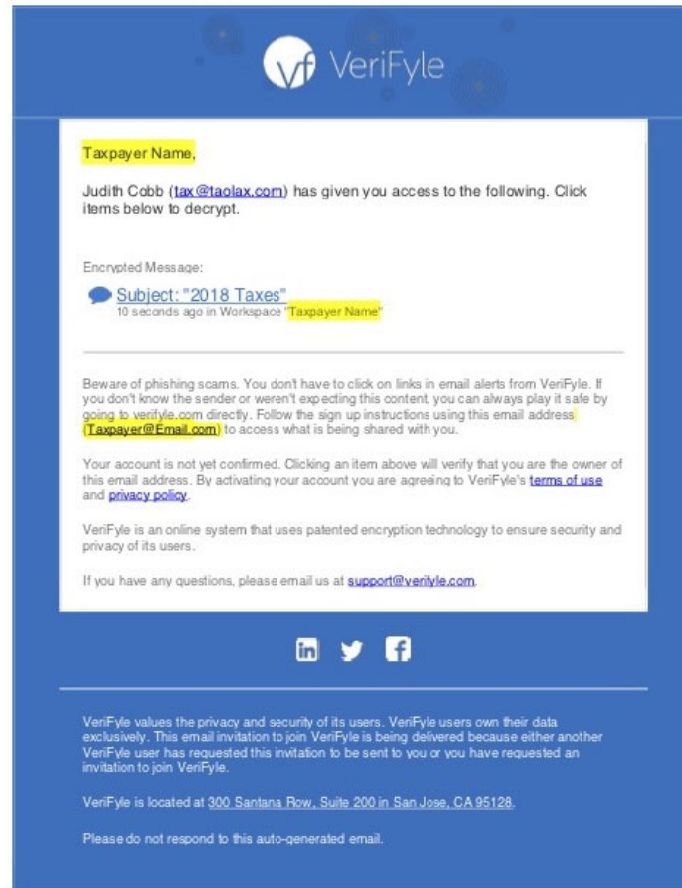 vf VeriFyle
Taxpayer Name,
Judith Cobb (tax@taolax.com) has given you access to the following. Click
items below to decrypt.
Encrypted Message:
Subject: "2018 Taxes"
10 seconds ago in Workspace "Taxpayer Name"
Beware of phishing scams. You don't have to click on links in email alerts from VeriFyle. If
you don't know the sender or weren't expecting this content you can always play it safe by
going to verifyle.com directly. Follow the sign up instructions using this email address
(Taxpayer@Email.com) to access what is being shared with you.
Your account is not yet confirmed. Clicking an item above will verify that you are the owner of
this email address. By activating your account you are agreeing to VeriFyle's terms of use
and privacy policy.
VeriFyle is an online system that uses patented encryption technology to ensure security and
privacy of its users.
If you have any questions, please email us at support@verifyle.com.
in f
VeriFyle values the privacy and security of its users. VeriFyle users own their data
exclusively. This email invitation to join VeriFyle is being delivered because either another
VeriFyle user has requested this invitation to be sent to you or you have requested an
invitation to join VeriFyle.
VeriFyle is located at 300 Santana Row, Suite 200 in San Jose, CA 95128.
Please do not respond to this auto-generated email.